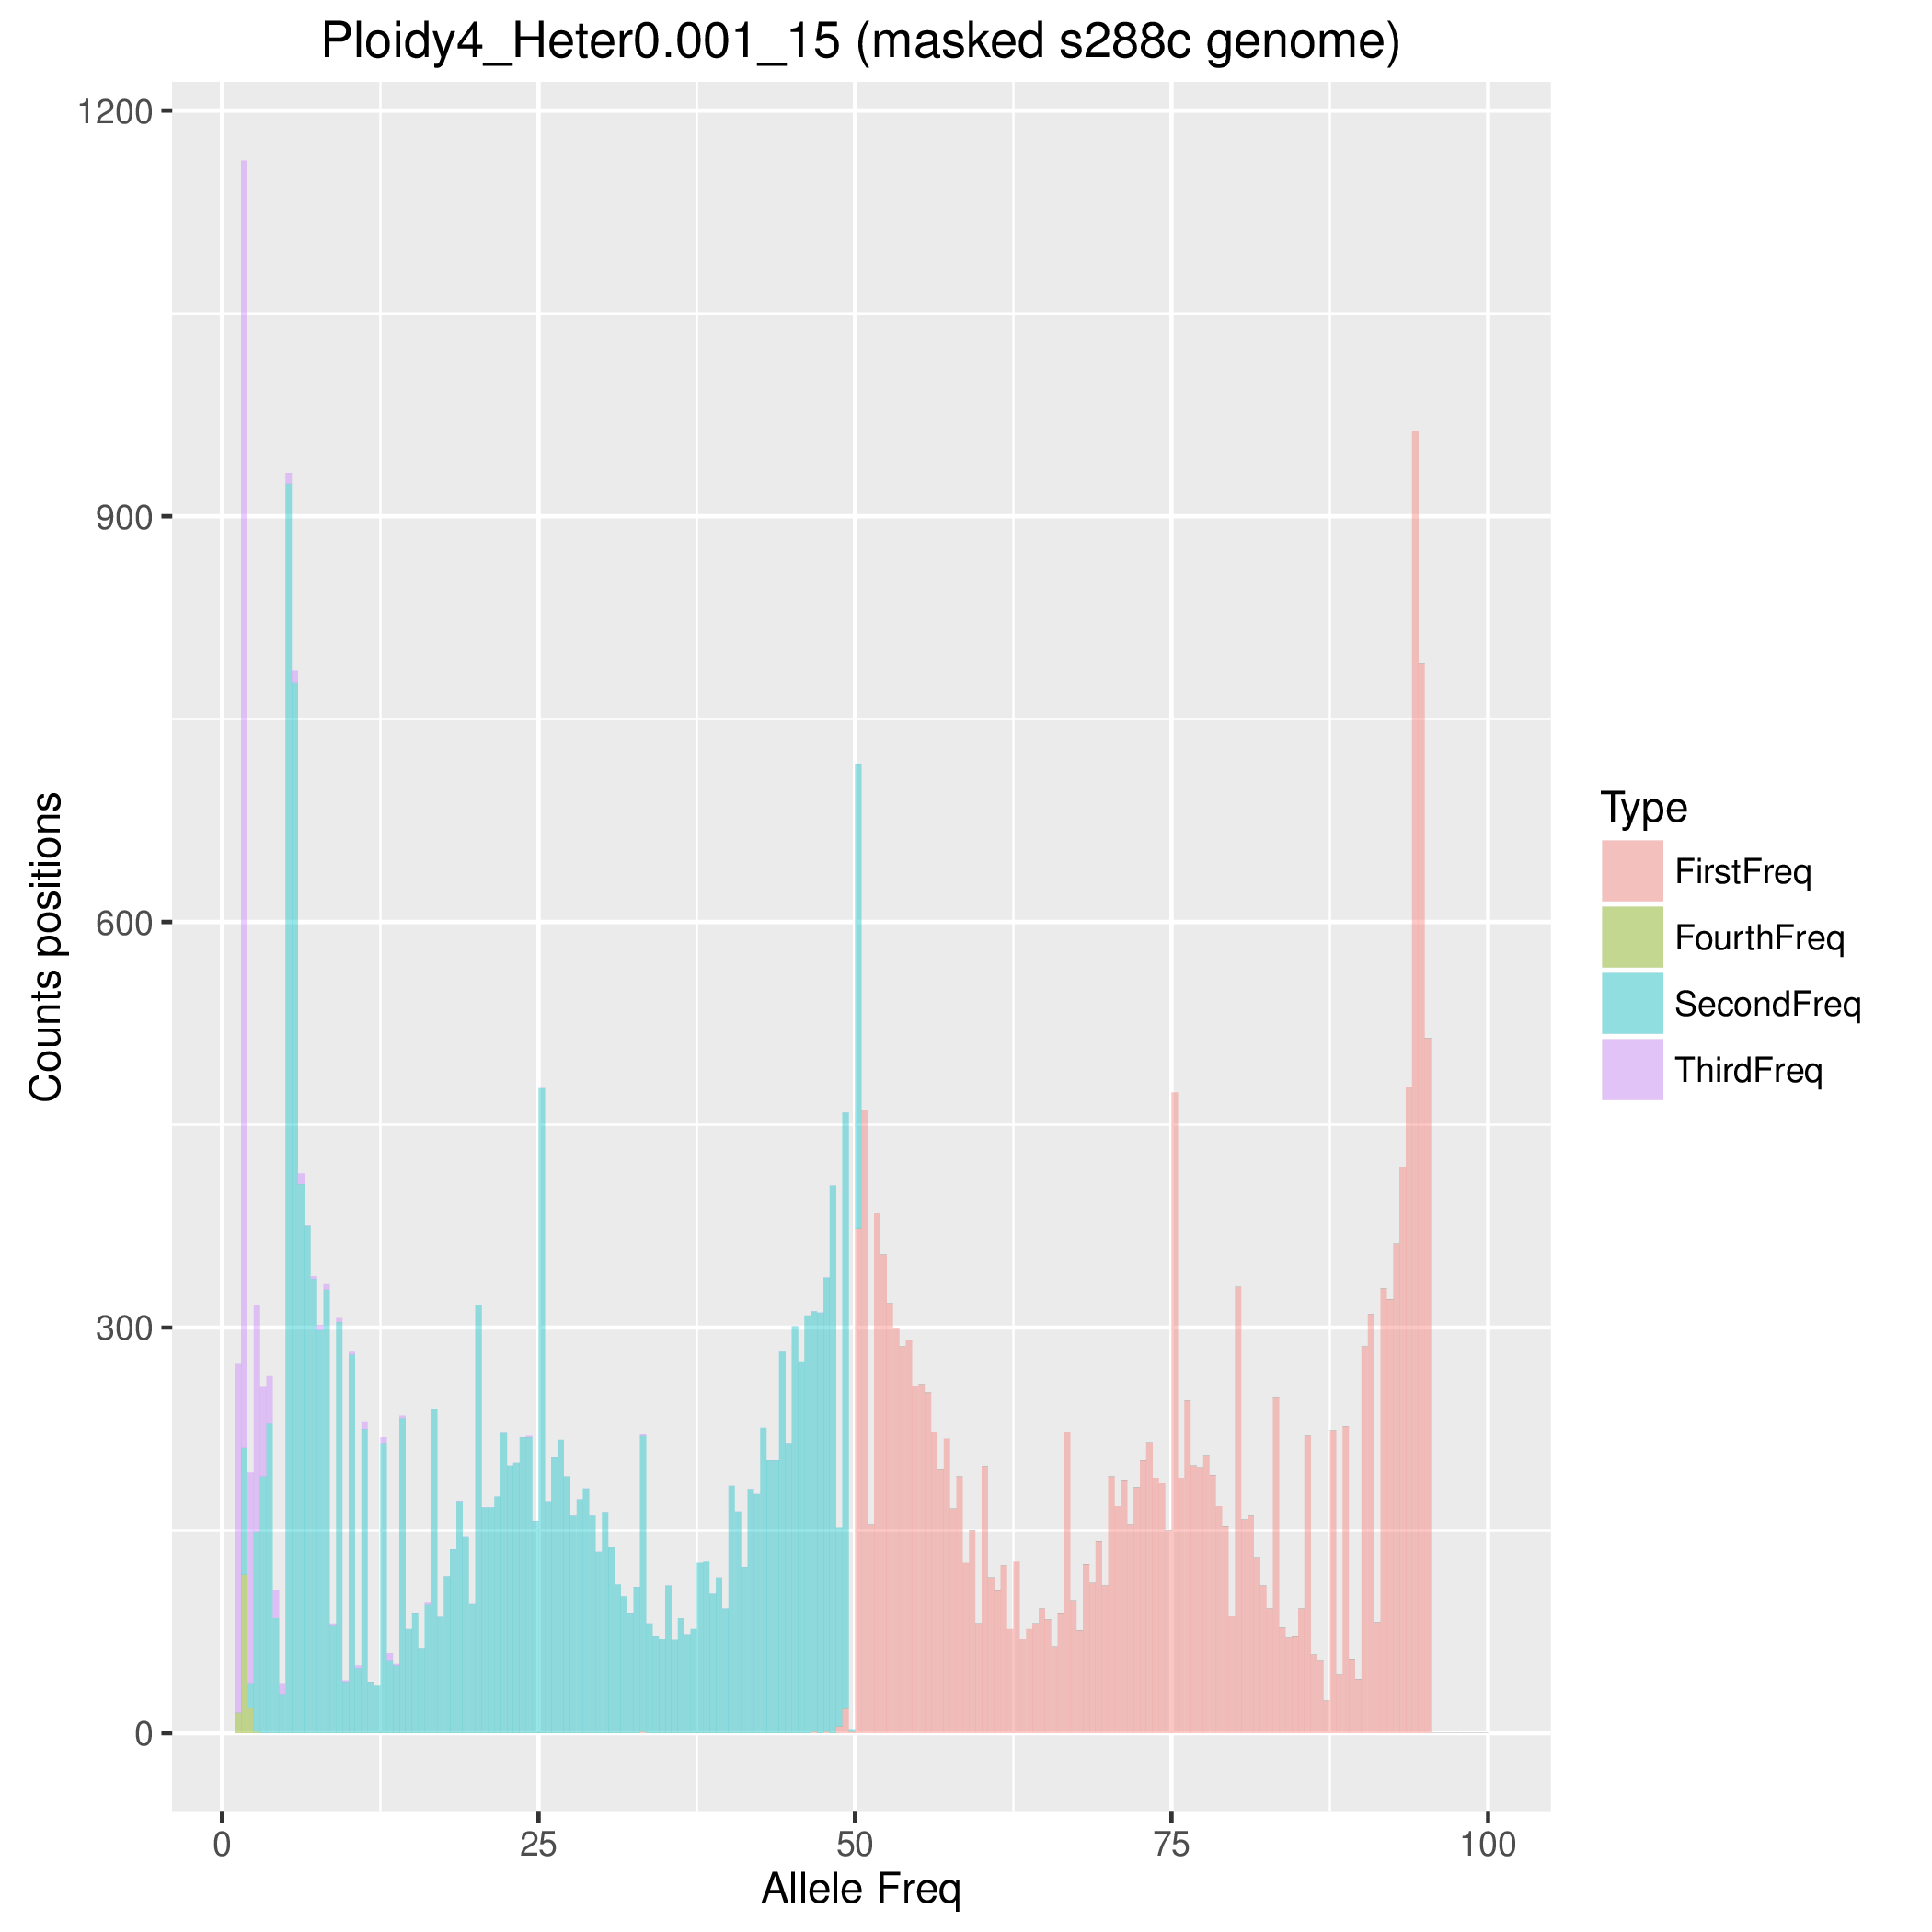 Ploidy4_Heter0.001_15 (masked s288c genome)
1200
900
600
300
0
Counts positions
0 25 50 75 100
Allele Freq
Type
FirstFreq
FourthFreq
SecondFreq
ThirdFreq